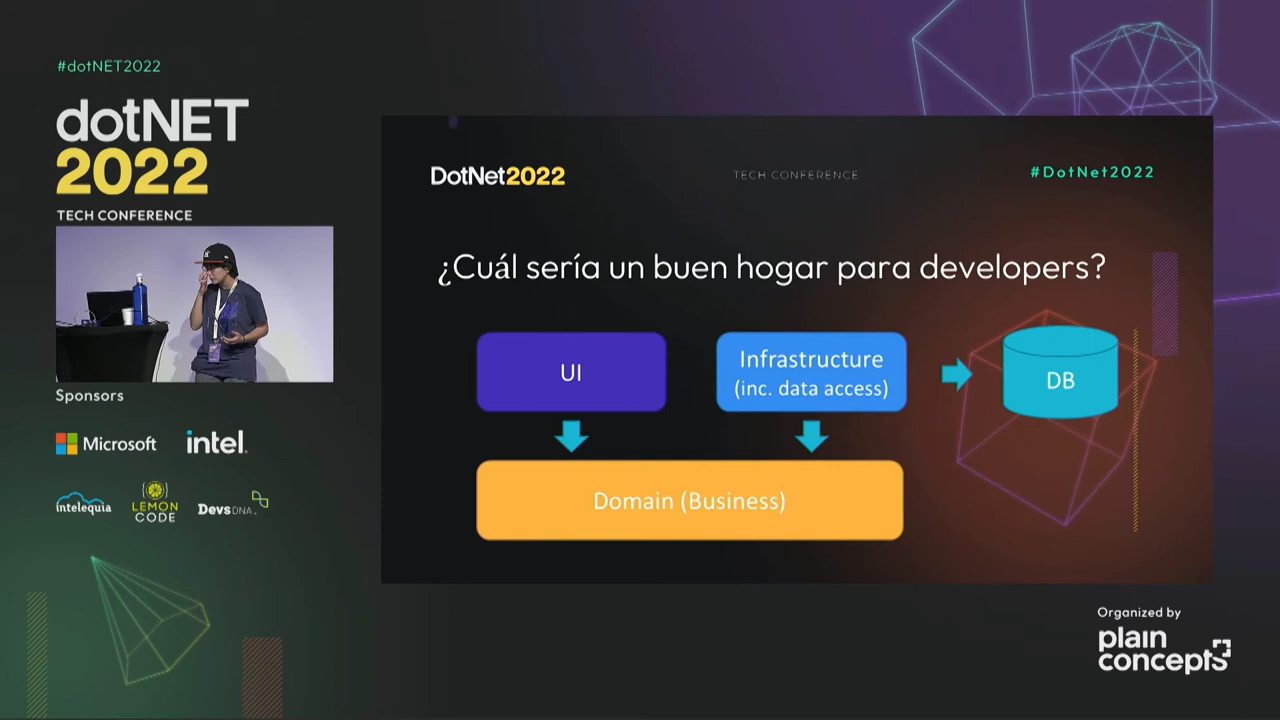 #dotNET2022
dotNET
2022
TECH CONFERENCE
Sponsors
Microsoft
intel.
intelequia
LEMON
CODE
DevsDNA.
DotNet2022
TECH CONFERENCE
#DotNet2022
¿Cuál sería un buen hogar para developers?
UI
Infrastructure
(inc. data access)
DB
Domain (Business)
Organized by
plain
concepts